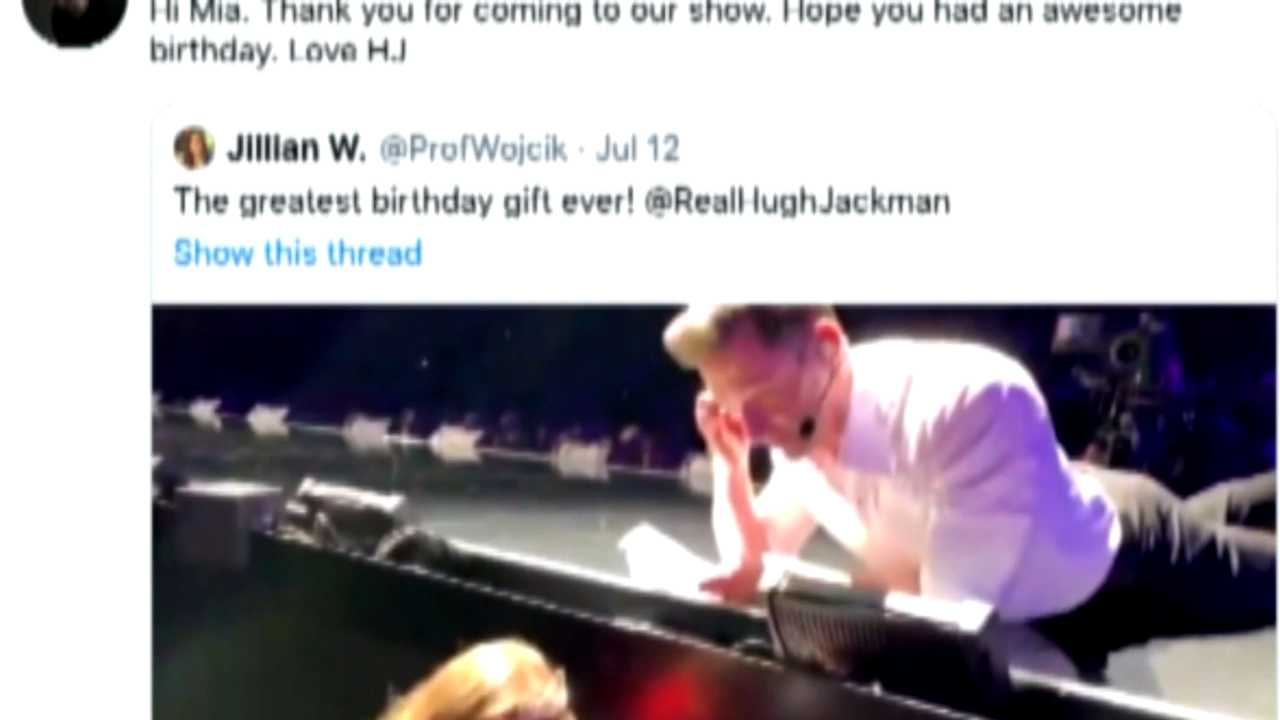 Hi Mia. Thank you for coming to our show. Hope you had an awesome
birthday. Love HJ
Jillian W. @ProfWojcik · Jul 12
The greatest birthday gift ever! @RealHughJackman
Show this thread